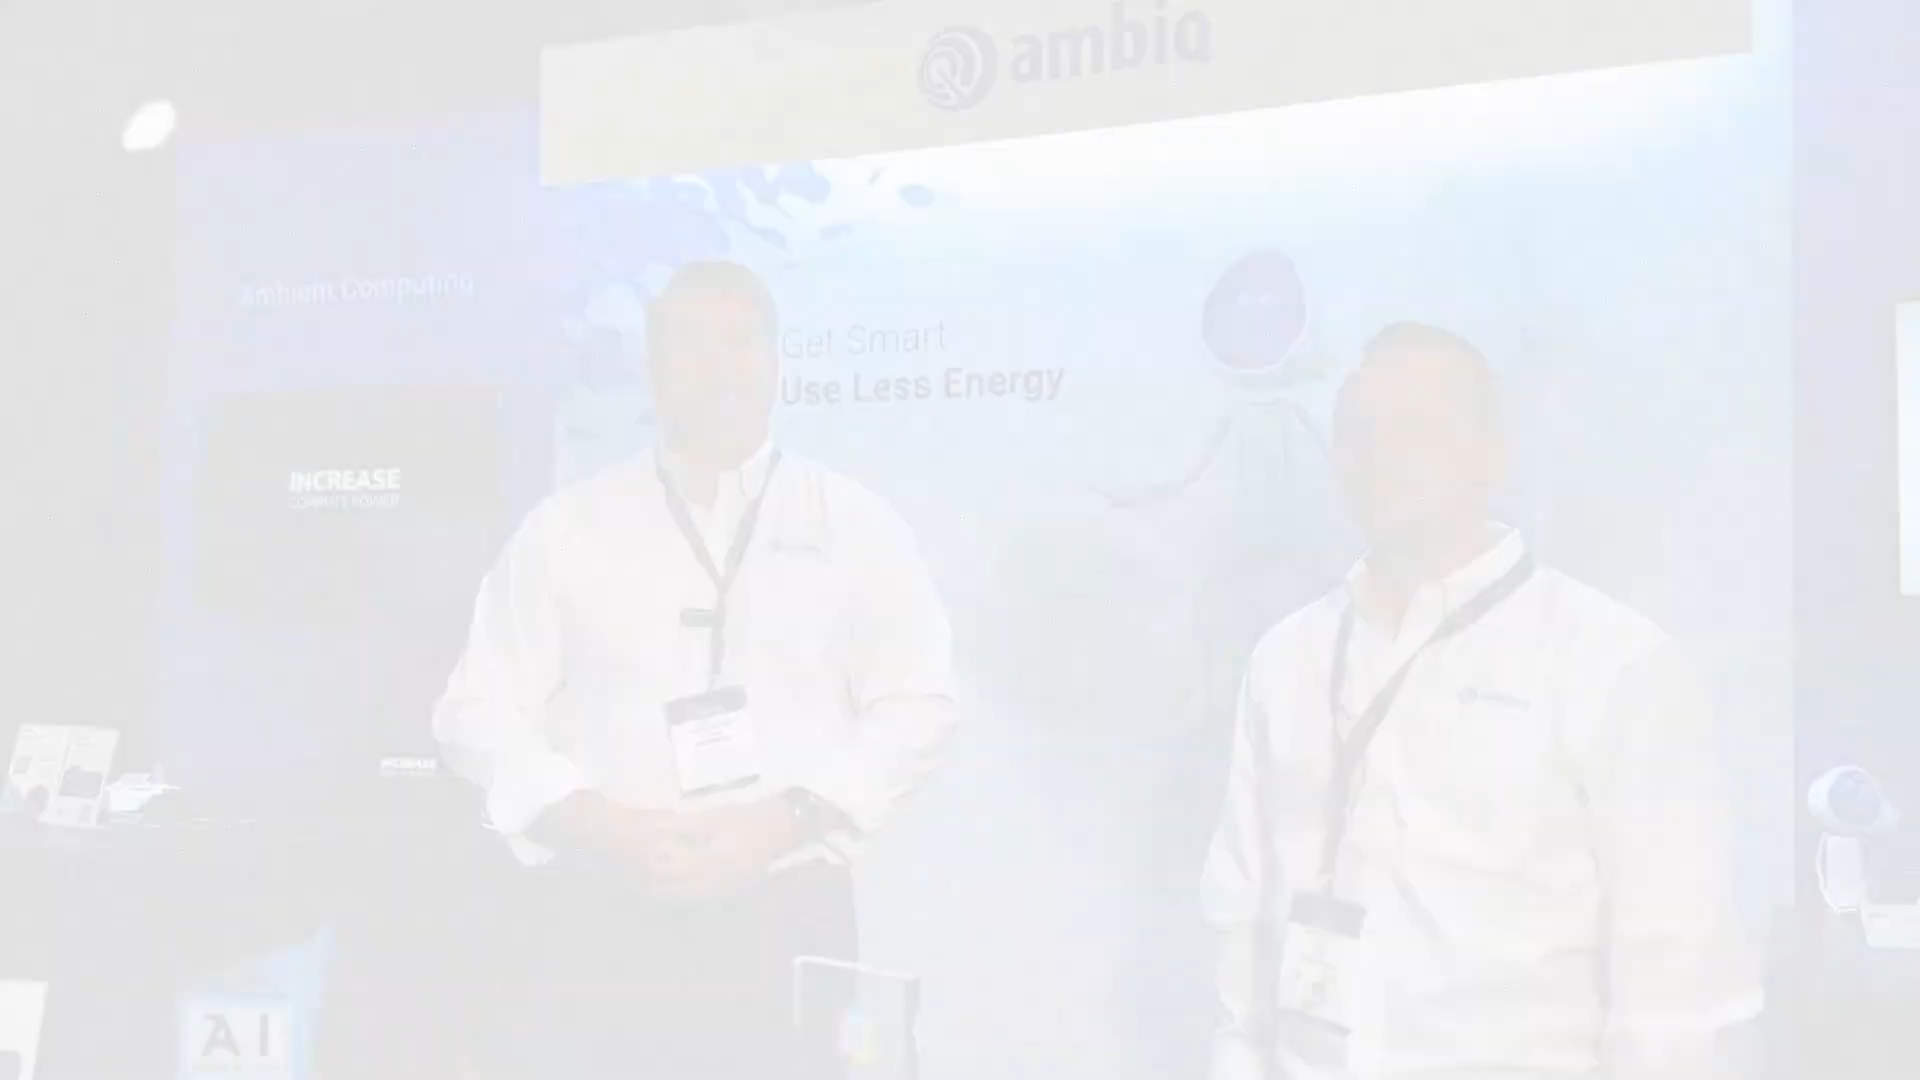 ambiq
Ambient Computing
Get Smart
Use Less Energy
INCREASE
COMPUTE POWER
INCREASE
AI